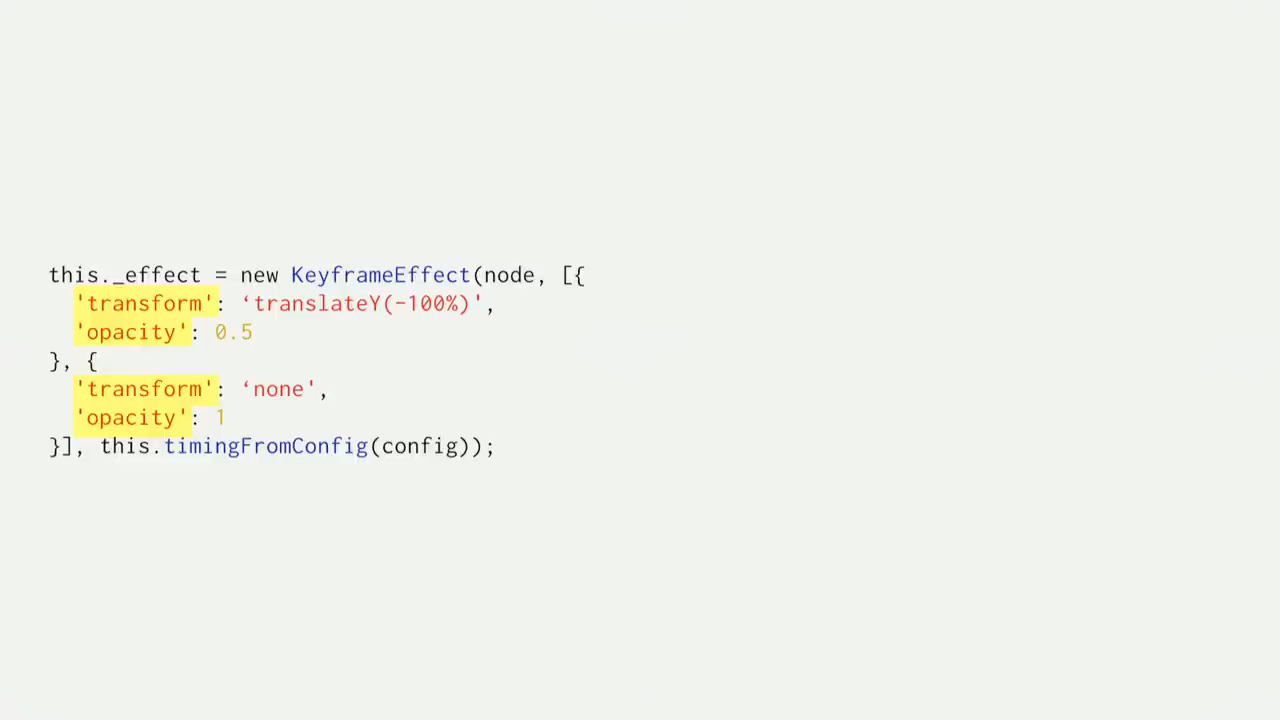 this._effect = new KeyframeEffect(node, [{
'transform': ‘translateY(-100%)',
'opacity': 0.5
}, {
'transform': ‘none',
'opacity': 1
}], this.timingFromConfig(config));